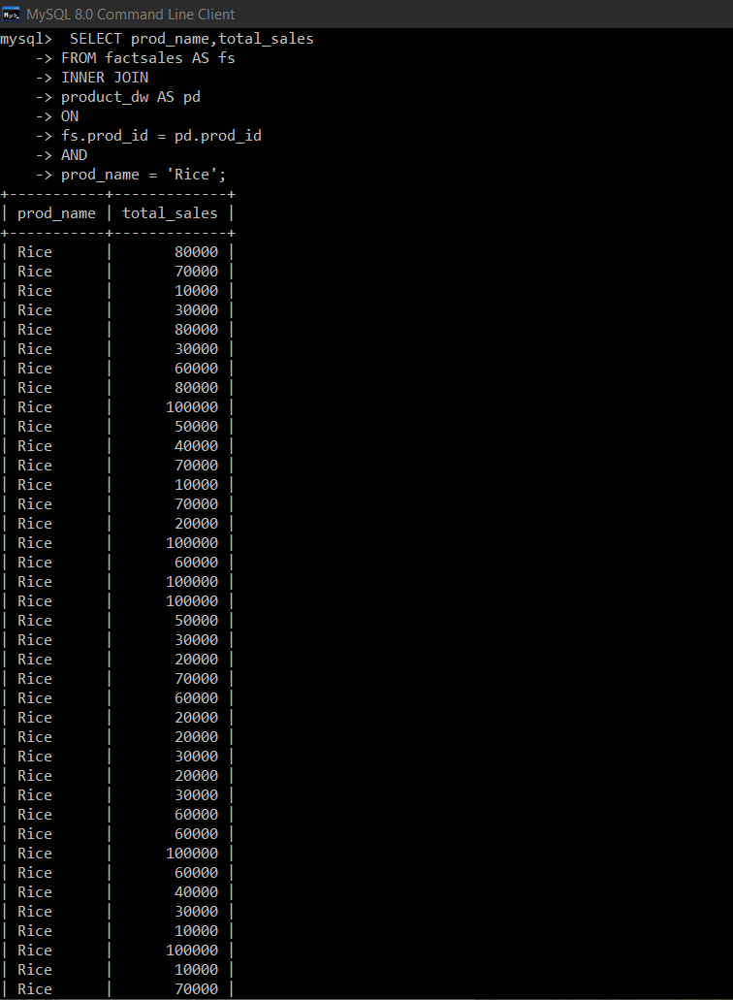 MySQL 8.0 Command Line Client
mysql>  SELECT prod_name,total_sales
    -> FROM factsales AS fs
    -> INNER JOIN
    -> product_dw AS pd
    -> ON
    -> fs.prod_id = pd.prod_id
    -> AND
    -> prod_name = 'Rice';
+-----------+-------------+
| prod_name | total_sales |
+-----------+-------------+
| Rice      |       80000 |
| Rice      |       70000 |
| Rice      |       10000 |
| Rice      |       30000 |
| Rice      |       80000 |
| Rice      |       30000 |
| Rice      |       60000 |
| Rice      |       80000 |
| Rice      |      100000 |
| Rice      |       50000 |
| Rice      |       40000 |
| Rice      |       70000 |
| Rice      |       10000 |
| Rice      |       70000 |
| Rice      |       20000 |
| Rice      |      100000 |
| Rice      |       60000 |
| Rice      |      100000 |
| Rice      |      100000 |
| Rice      |       50000 |
| Rice      |       30000 |
| Rice      |       20000 |
| Rice      |       70000 |
| Rice      |       60000 |
| Rice      |       20000 |
| Rice      |       20000 |
| Rice      |       30000 |
| Rice      |       20000 |
| Rice      |       30000 |
| Rice      |       60000 |
| Rice      |       60000 |
| Rice      |      100000 |
| Rice      |       60000 |
| Rice      |       40000 |
| Rice      |       30000 |
| Rice      |       10000 |
| Rice      |      100000 |
| Rice      |       10000 |
| Rice      |       70000 |